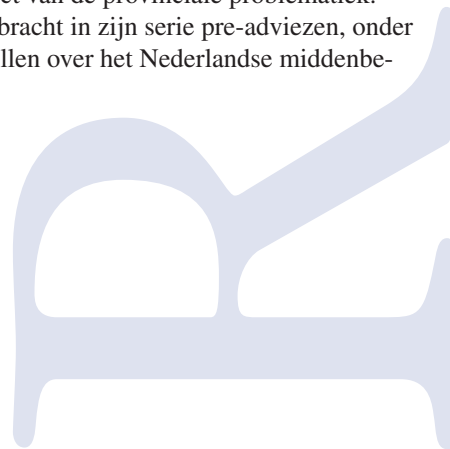 et van de provinciale problematiek.
bracht in zijn serie pre-adviezen, onder
llen over het Nederlandse middenbe-
R